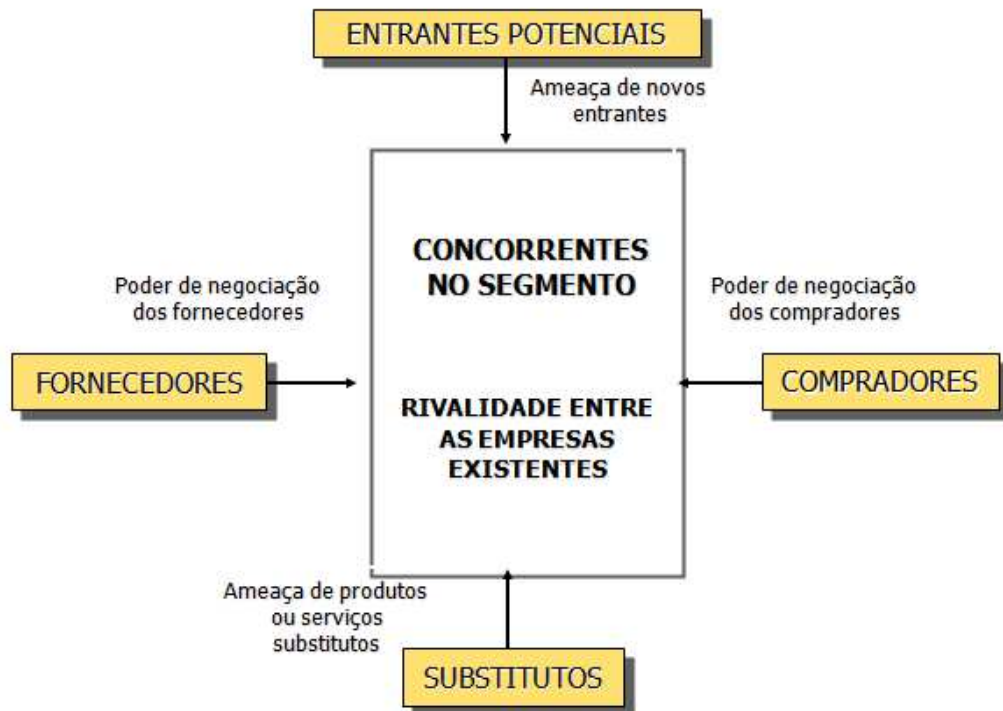 ENTRANTES POTENCIAIS
Ameaça de novos
entrantes
CONCORRENTES
NO SEGMENTO
Poder de negociação
dos fornecedores
Poder de negociação
dos compradores
FORNECEDORES
COMPRADORES
RIVALIDADE ENTRE
AS EMPRESAS
EXISTENTES
Ameaça de produtos
ou serviços
substitutos
SUBSTITUTOS